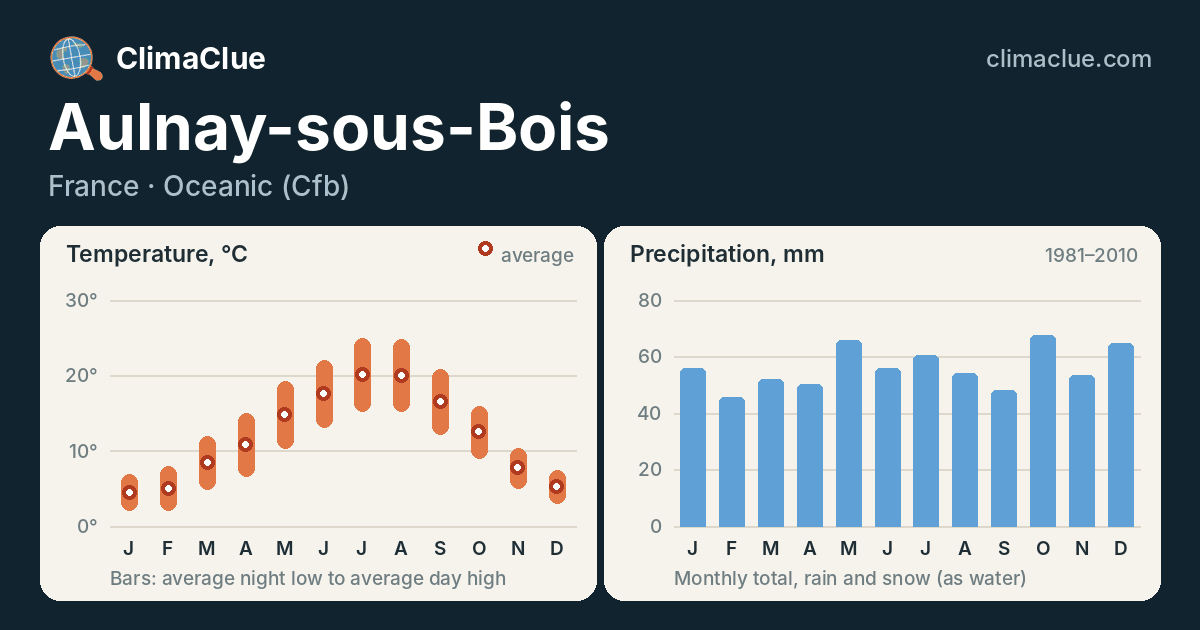 ClimaClue
climaclue.com
Aulnay-sous-Bois
France · Oceanic (Cfb)
Temperature, °C
average
30°
20°
10°
0°
J F M A M J J A S O N D
Bars: average night low to average day high
Precipitation, mm
1981–2010
80
60
40
20
0
J F M A M J J A S O N D
Monthly total, rain and snow (as water)